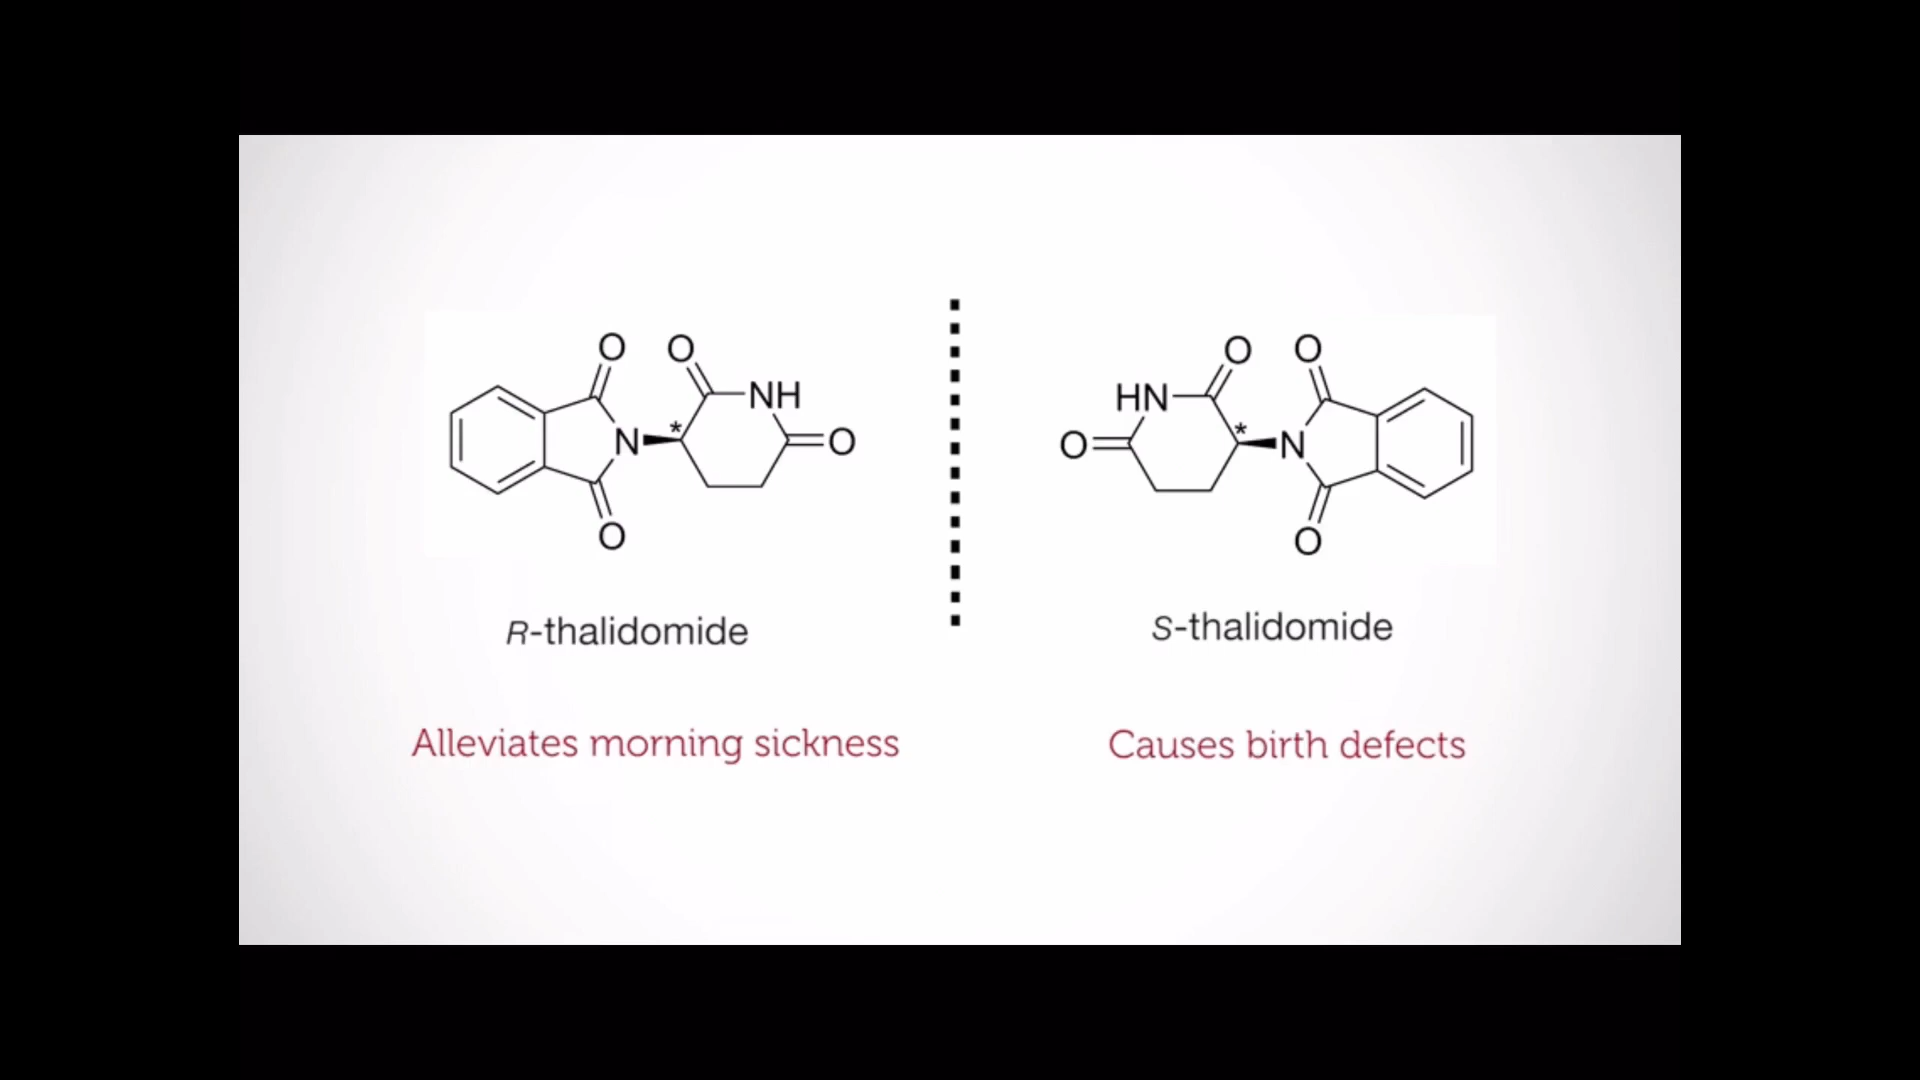 O O
NH
*
N
O
O
R-thalidomide
Alleviates morning sickness
O O
HN
*
O
N
O
S-thalidomide
Causes birth defects